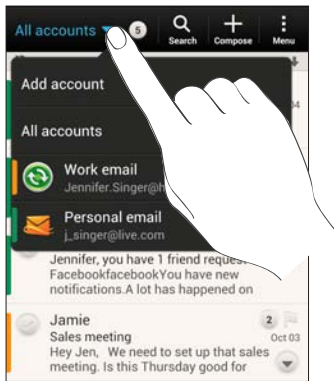 All accounts
5
Search
Compose
Menu
Add account
04
All accounts
Work email
Jennifer.Singer@h
Personal email
j_singer@live.com
Jennifer, you have 1 friend request
FacebookfacebookYou have new
notifications.A lot has happened on
Jamie
2
Sales meeting
Oct 03
Hey Jen, We need to set up that sales
meeting. Is this Thursday good for